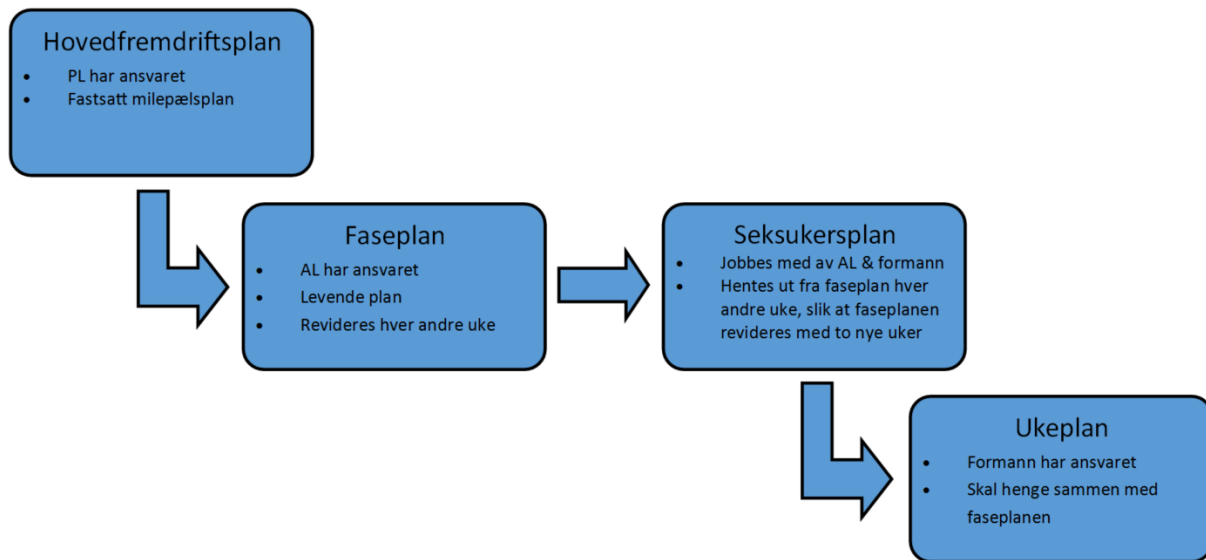 Hovedfremdriftsplan
• PL har ansvaret
• Fastsatt milepælsplan
Faseplan
• AL har ansvaret
• Levende plan
• Revideres hver andre uke
Seksukersplan
• Jobbes med av AL & formann
• Hentes ut fra faseplan hver
andre uke, slik at faseplanen
revideres med to nye uker
Ukeplan
• Formann har ansvaret
• Skal henge sammen med
faseplanen